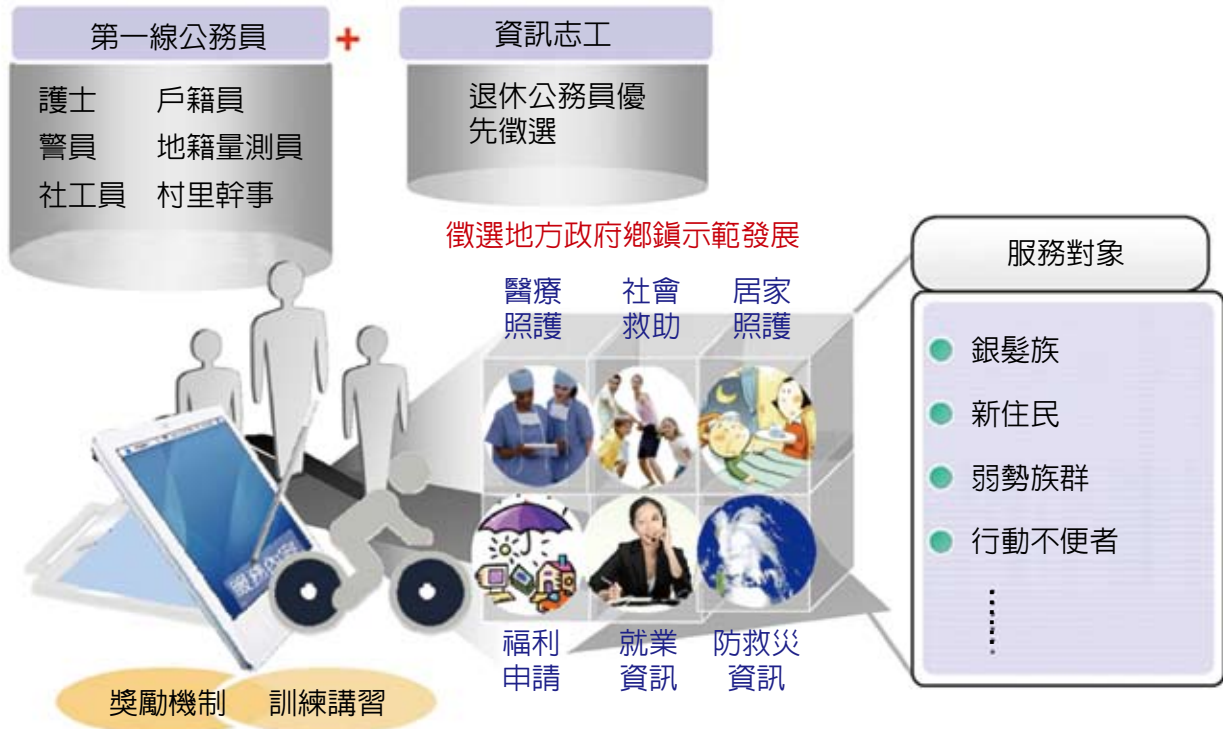 第一線公務員 + 資訊志工
護士 戶籍員
警員 地籍量測員
社工員 村里幹事
退休公務員優
先徵選
徵選地方政府鄉鎮示範發展
醫療
照護
社會
救助
居家
照護
福利
申請
就業
資訊
防救災
資訊
服務對象
銀髮族
新住民
弱勢族群
行動不便者
獎勵機制 訓練講習